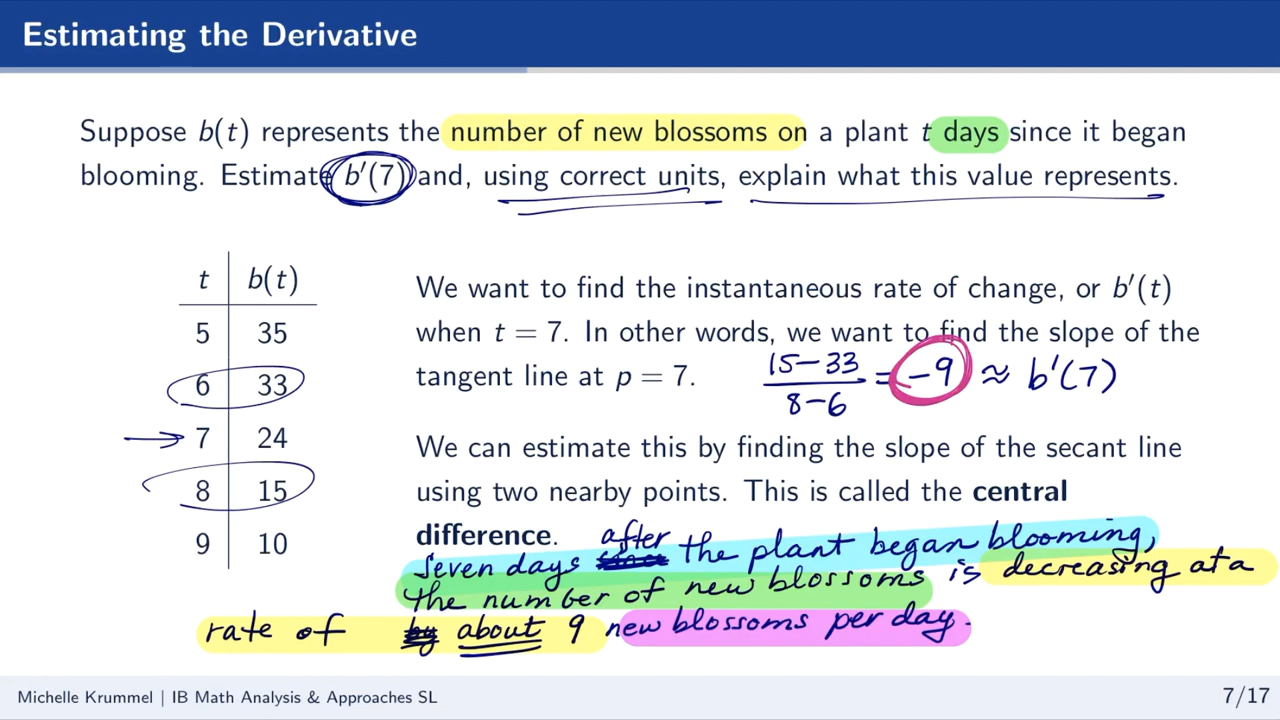 Estimating the Derivative
Suppose b(t) represents the number of new blossoms on a plant t days since it began
blooming. Estimate b′(7) and, using correct units, explain what this value represents.
t b(t)
5 35
6 33
7 24
8 15
9 10
We want to find the instantaneous rate of change, or b′(t)
when t = 7. In other words, we want to find the slope of the
tangent line at p = 7.
15−33
8−6
= −9 ≈ b′(7)
We can estimate this by finding the slope of the secant line
using two nearby points. This is called the central
difference.
after
Seven days the plant began blooming,
the number of new blossoms is decreasing at a
rate of by about 9 new blossoms per day.
Michelle Krummel | IB Math Analysis & Approaches SL
7/17